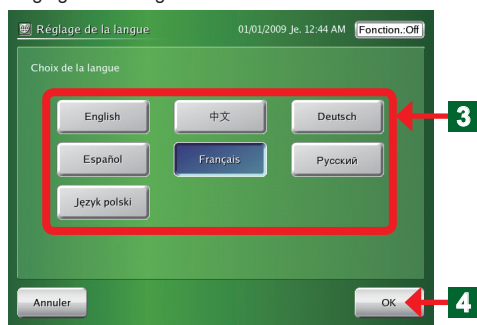 Réglage de la langue 01/01/2009 Je. 12:44 AM Fonction.:Off
Choix de la langue
English 中文 Deutsch
3
Español Français Русский
Język polski
Annuler OK
4